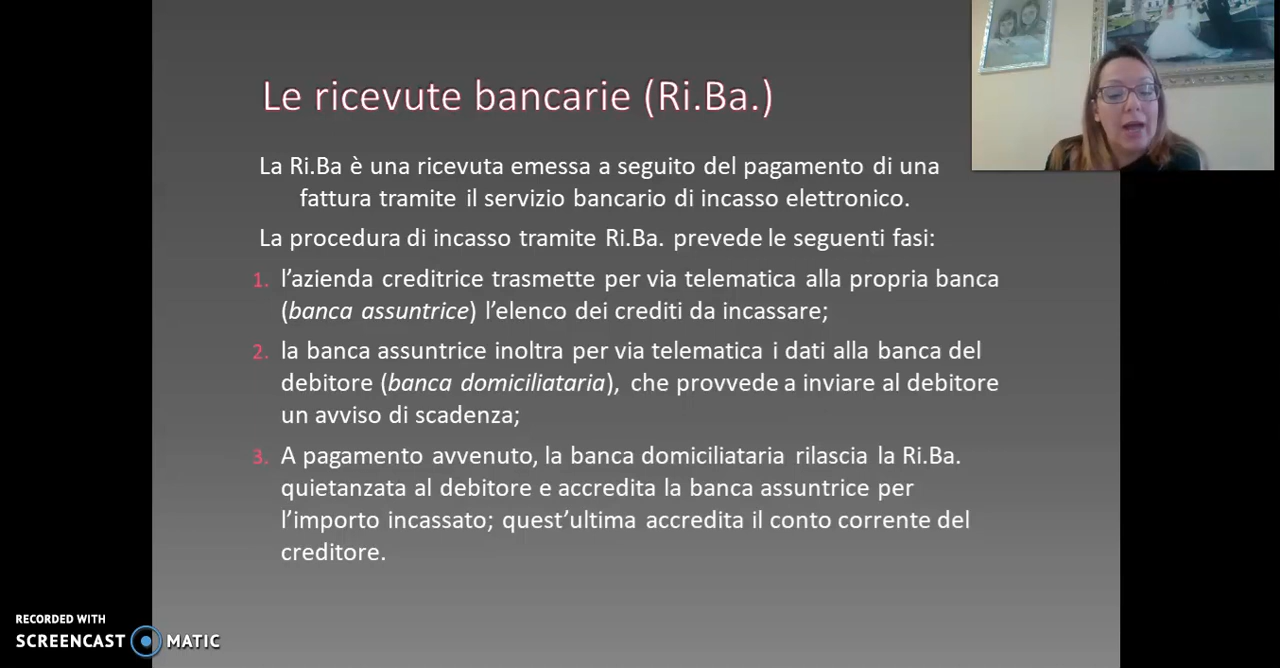 Le ricevute bancarie (Ri.Ba.)
La Ri.Ba è una ricevuta emessa a seguito del pagamento di una
fattura tramite il servizio bancario di incasso elettronico.
La procedura di incasso tramite Ri.Ba. prevede le seguenti fasi:
1. l’azienda creditrice trasmette per via telematica alla propria banca
(banca assuntrice) l’elenco dei crediti da incassare;
2. la banca assuntrice inoltra per via telematica i dati alla banca del
debitore (banca domiciliataria), che provvede a inviare al debitore
un avviso di scadenza;
3. A pagamento avvenuto, la banca domiciliataria rilascia la Ri.Ba.
quietanzata al debitore e accredita la banca assuntrice per
l’importo incassato; quest’ultima accredita il conto corrente del
creditore.
RECORDED WITH
SCREENCAST MATIC